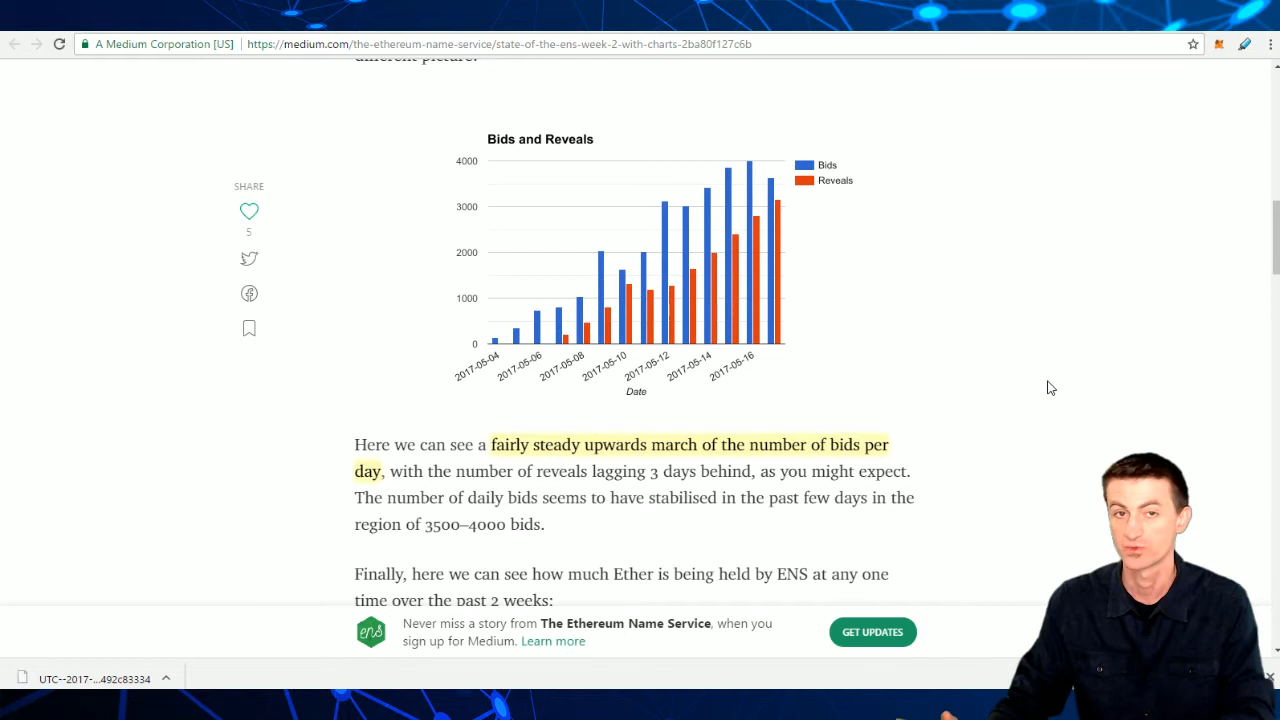 A Medium Corporation [US]
https://medium.com/the-ethereum-name-service/state-of-the-ens-week-2-with-charts-2ba80f127c6b
different picture.
Bids and Reveals
4000
3000
2000
1000
0
Bids
Reveals
2017-05-04
2017-05-06
2017-05-08
2017-05-10
2017-05-12
2017-05-14
2017-05-16
Date
SHARE
5
Here we can see a fairly steady upwards march of the number of bids per
day, with the number of reveals lagging 3 days behind, as you might expect.
The number of daily bids seems to have stabilised in the past few days in the
region of 3500–4000 bids.
Finally, here we can see how much Ether is being held by ENS at any one
time over the past 2 weeks:
ens
Never miss a story from The Ethereum Name Service, when you
sign up for Medium. Learn more
GET UPDATES
UTC--2017-...492c83334